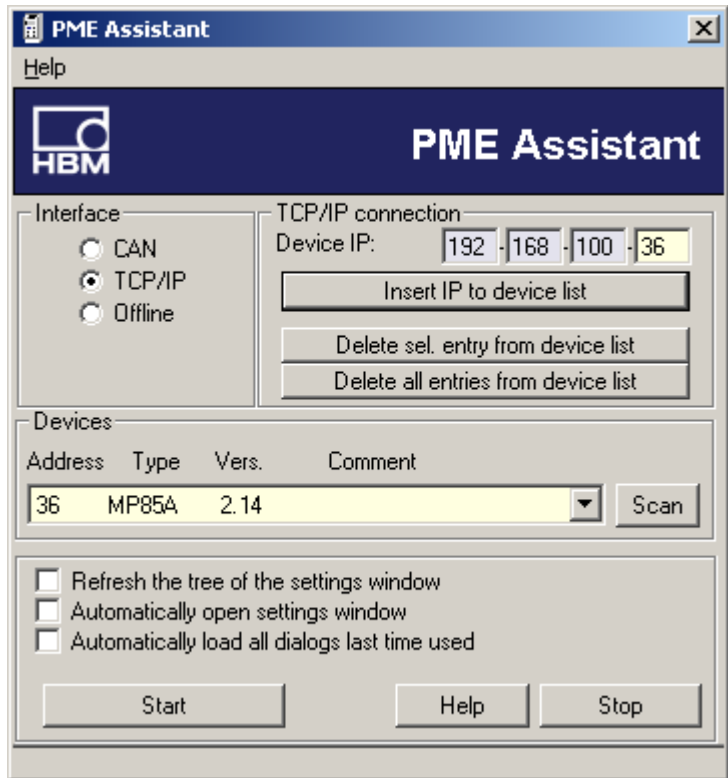 PME Assistant
Help
HBM
PME Assistant
Interface
CAN
TCP/IP
Offline
TCP/IP connection
Device IP: 192 - 168 - 100 - 36
Insert IP to device list
Delete sel. entry from device list
Delete all entries from device list
Devices
Address Type Vers. Comment
36 MP85A 2.14
Scan
Refresh the tree of the settings window
Automatically open settings window
Automatically load all dialogs last time used
Start Help Stop